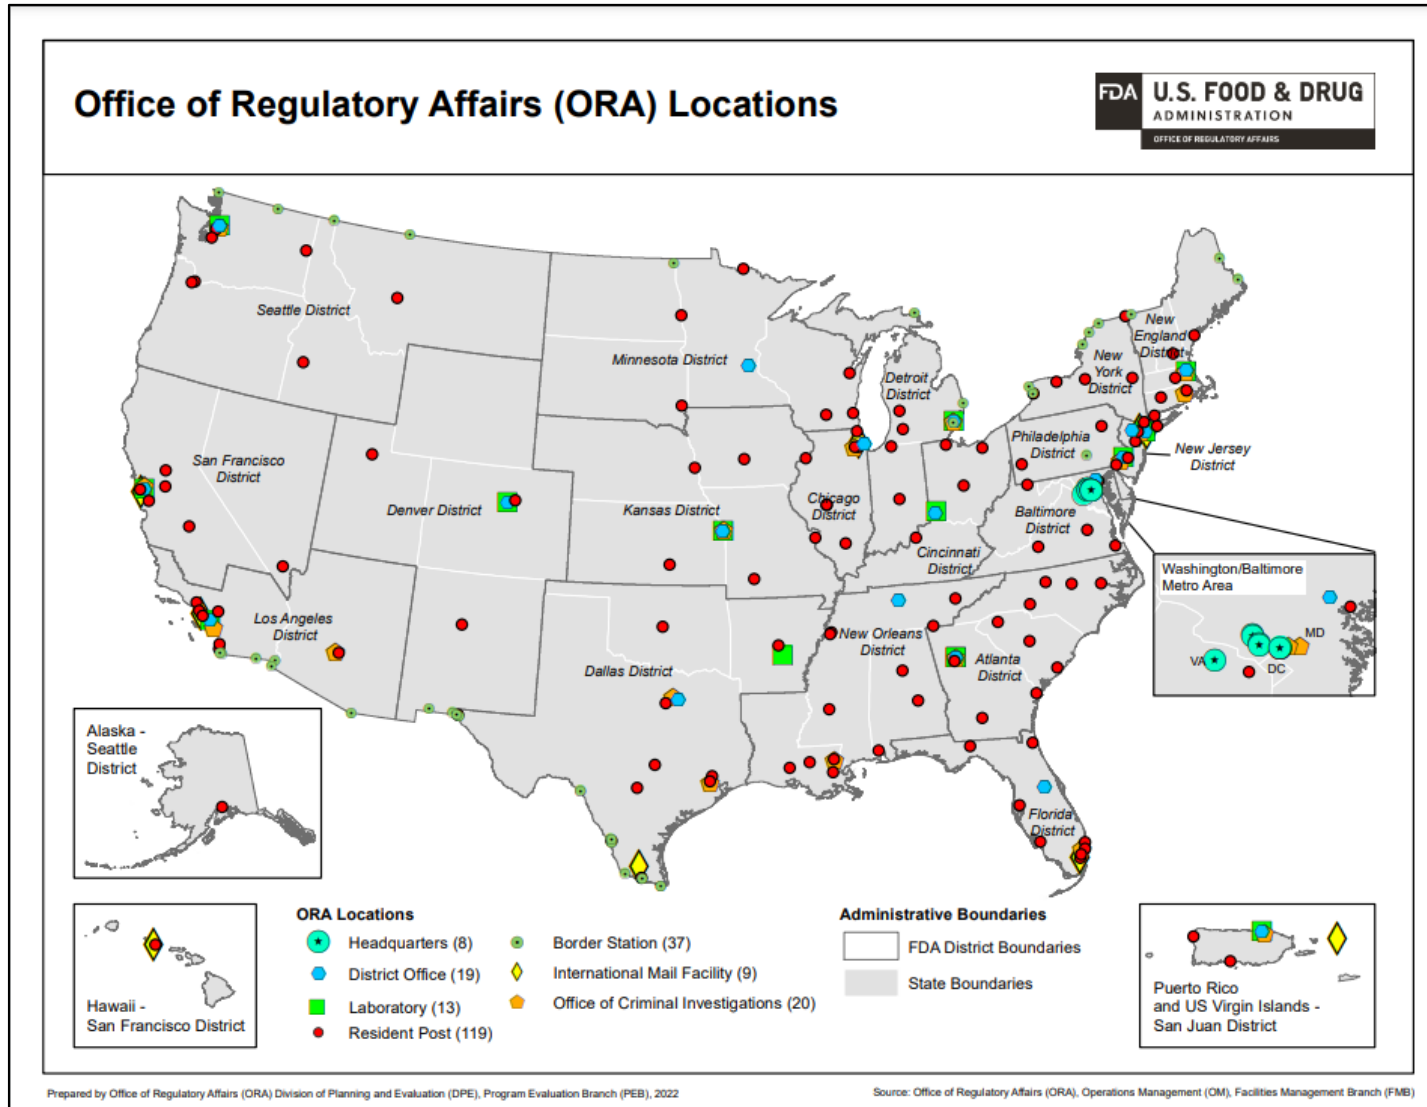 Office of Regulatory Affairs (ORA) Locations
FDA
U.S. FOOD & DRUG
ADMINISTRATION
OFFICE OF REGULATORY AFFAIRS
Seattle District
Minnesota District
Detroit
District
New
England
District
New
York
District
Philadelphia
District
New Jersey
District
San Francisco
District
Denver District
Kansas District
Chicago
District
Baltimore
District
Cincinnati
District
Washington/Baltimore
Metro Area
MD
VA
DC
Los Angeles
District
Dallas District
New Orleans
District
Atlanta
District
Florida
District
Alaska -
Seattle
District
Hawaii -
San Francisco District
ORA Locations
Headquarters (8)
District Office (19)
Laboratory (13)
Resident Post (119)
Border Station (37)
International Mail Facility (9)
Office of Criminal Investigations (20)
Administrative Boundaries
FDA District Boundaries
State Boundaries
Puerto Rico
and US Virgin Islands -
San Juan District
Prepared by Office of Regulatory Affairs (ORA) Division of Planning and Evaluation (DPE), Program Evaluation Branch (PEB), 2022
Source: Office of Regulatory Affairs (ORA), Operations Management (OM), Facilities Management Branch (FMB)